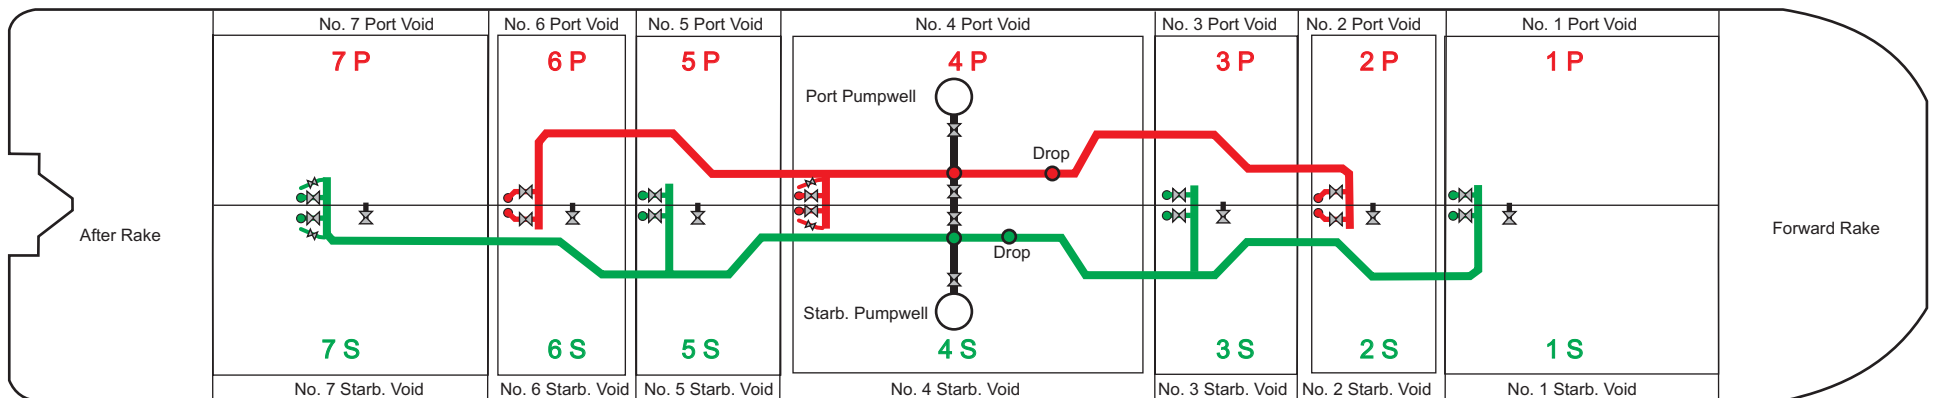 No. 7 Port Void
No. 6 Port Void
No. 5 Port Void
No. 4 Port Void
No. 3 Port Void
No. 2 Port Void
No. 1 Port Void
7 P
6 P
5 P
4 P
3 P
2 P
1 P
Port Pumpwell
Drop
After Rake
Forward Rake
Drop
Starb. Pumpwell
7 S
6 S
5 S
4 S
3 S
2 S
1 S
No. 7 Starb. Void
No. 6 Starb. Void
No. 5 Starb. Void
No. 4 Starb. Void
No. 3 Starb. Void
No. 2 Starb. Void
No. 1 Starb. Void